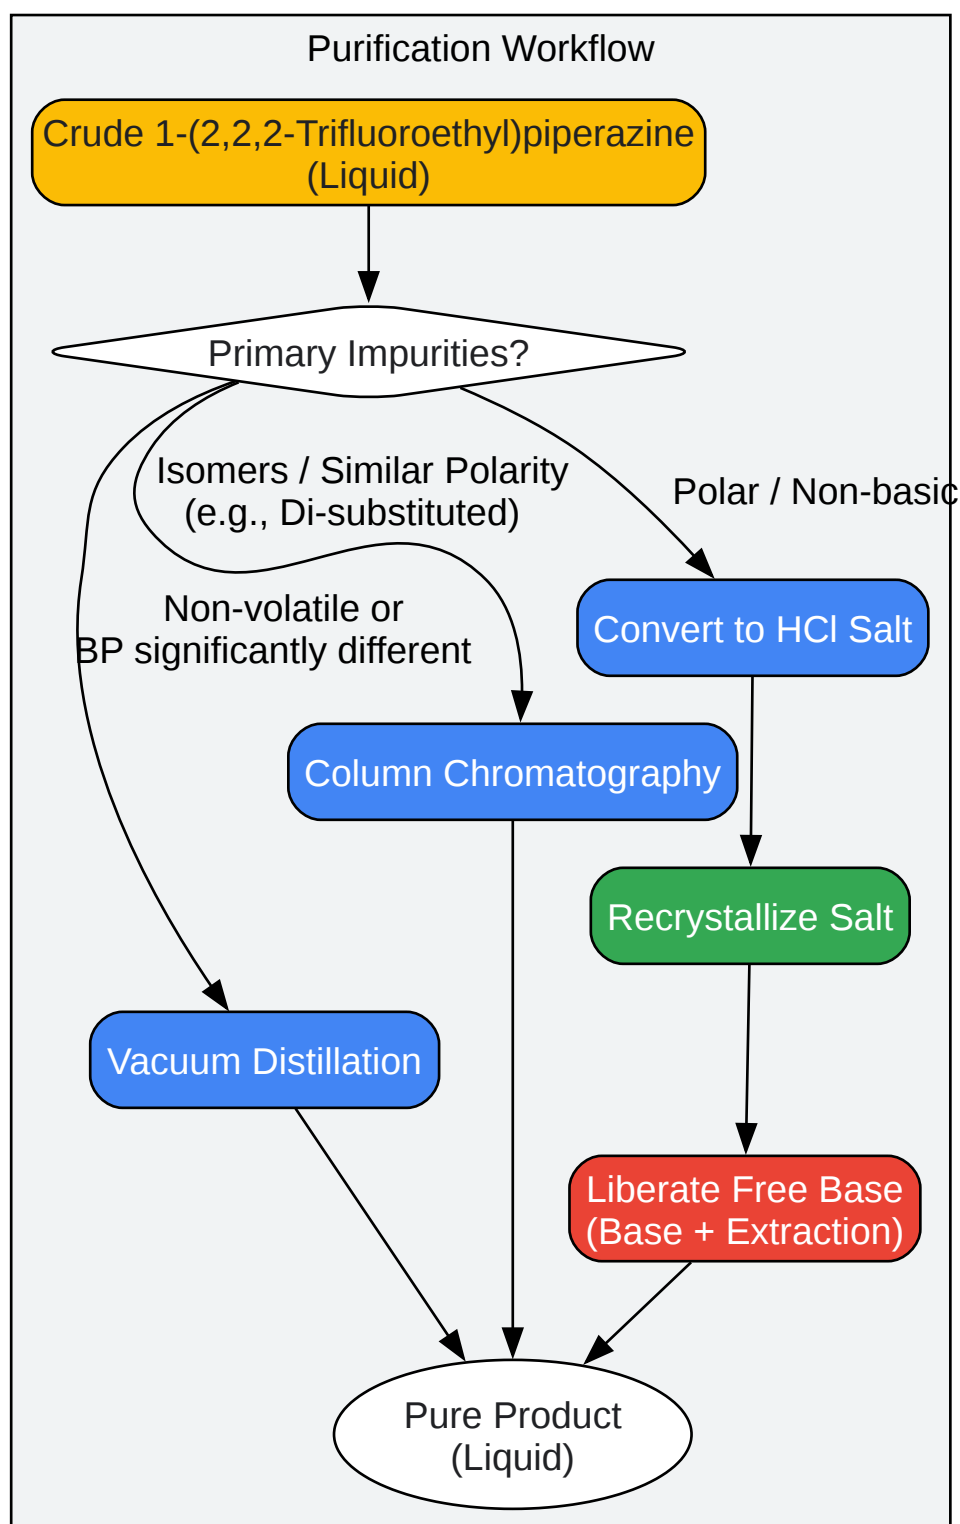 Purification Workflow
Crude 1-(2,2,2-Trifluoroethyl)piperazine
(Liquid)
Primary Impurities?
Isomers / Similar Polarity
(e.g., Di-substituted)
Polar / Non-basic
Non-volatile or
BP significantly different
Convert to HCl Salt
Column Chromatography
Recrystallize Salt
Vacuum Distillation
Liberate Free Base
(Base + Extraction)
Pure Product
(Liquid)